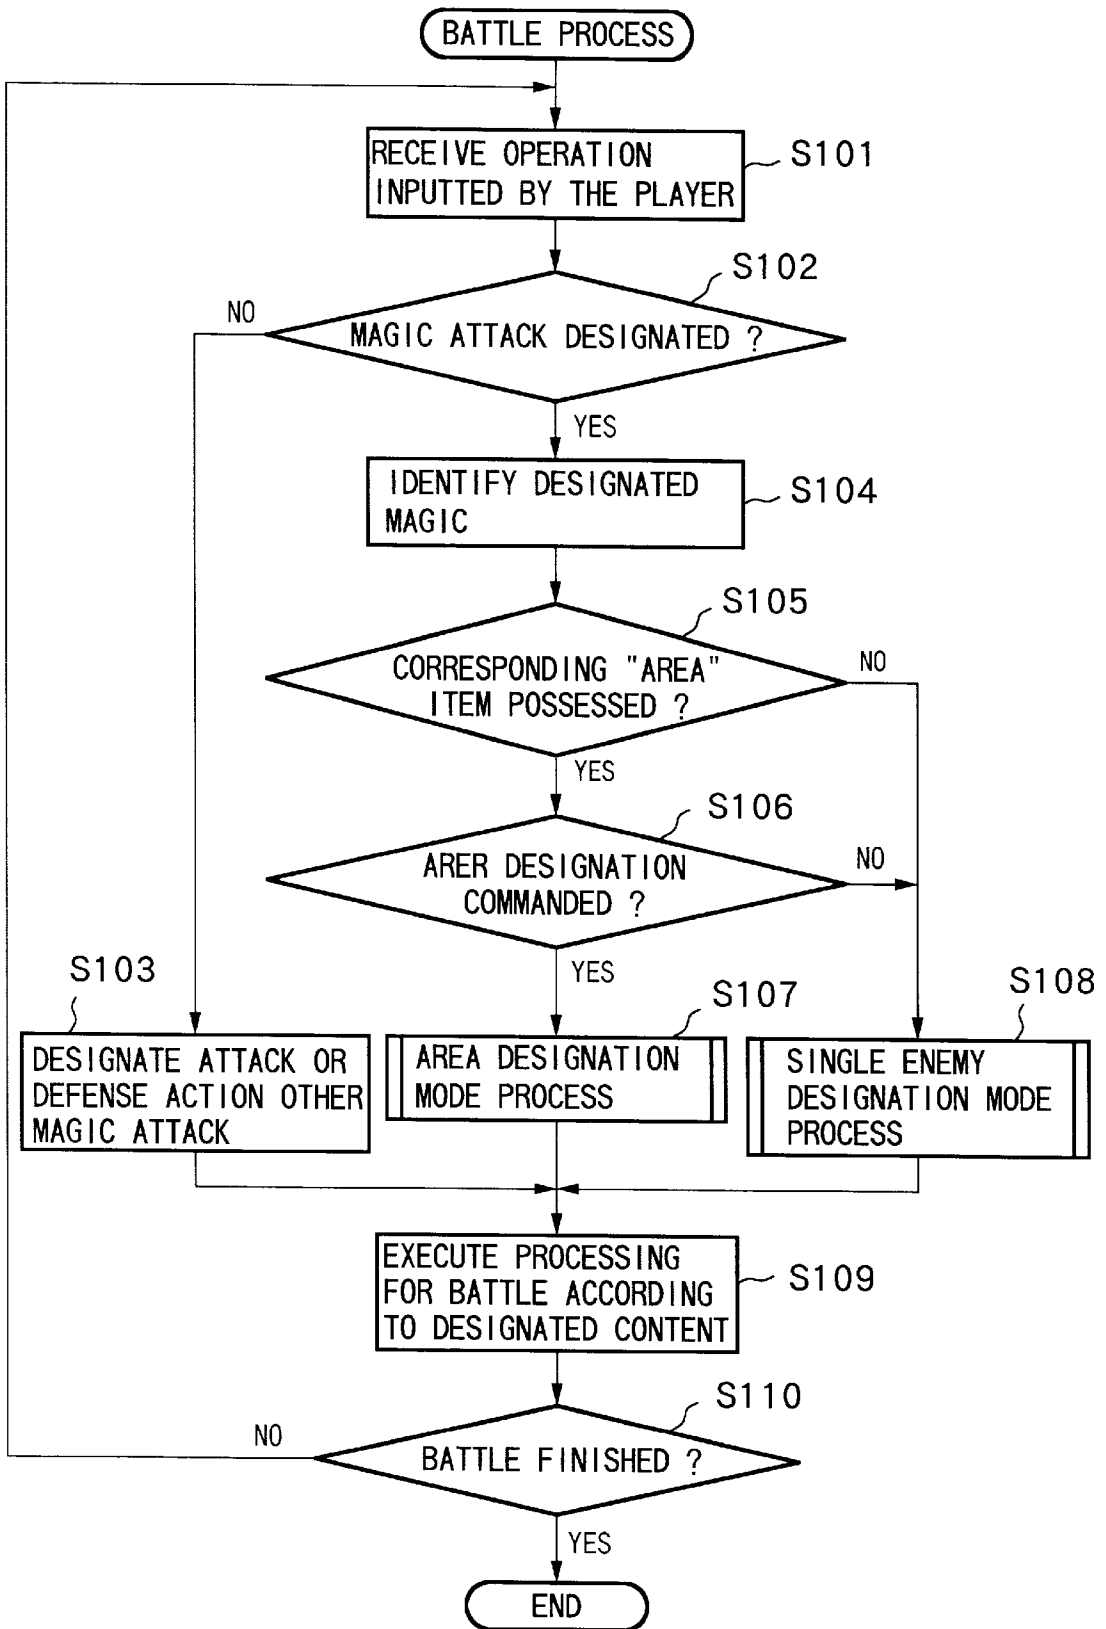 BATTLE PROCESS
RECEIVE OPERATION
INPUTTED BY THE PLAYER
S101
S102
MAGIC ATTACK DESIGNATED ?
NO
YES
IDENTIFY DESIGNATED
MAGIC
S104
S105
CORRESPONDING "AREA"
ITEM POSSESSED ?
NO
YES
S106
ARER DESIGNATION
COMMANDED ?
NO
YES
S103
DESIGNATE ATTACK OR
DEFENSE ACTION OTHER
MAGIC ATTACK
S107
AREA DESIGNATION
MODE PROCESS
S108
SINGLE ENEMY
DESIGNATION MODE
PROCESS
EXECUTE PROCESSING
FOR BATTLE ACCORDING
TO DESIGNATED CONTENT
S109
S110
BATTLE FINISHED ?
NO
YES
END